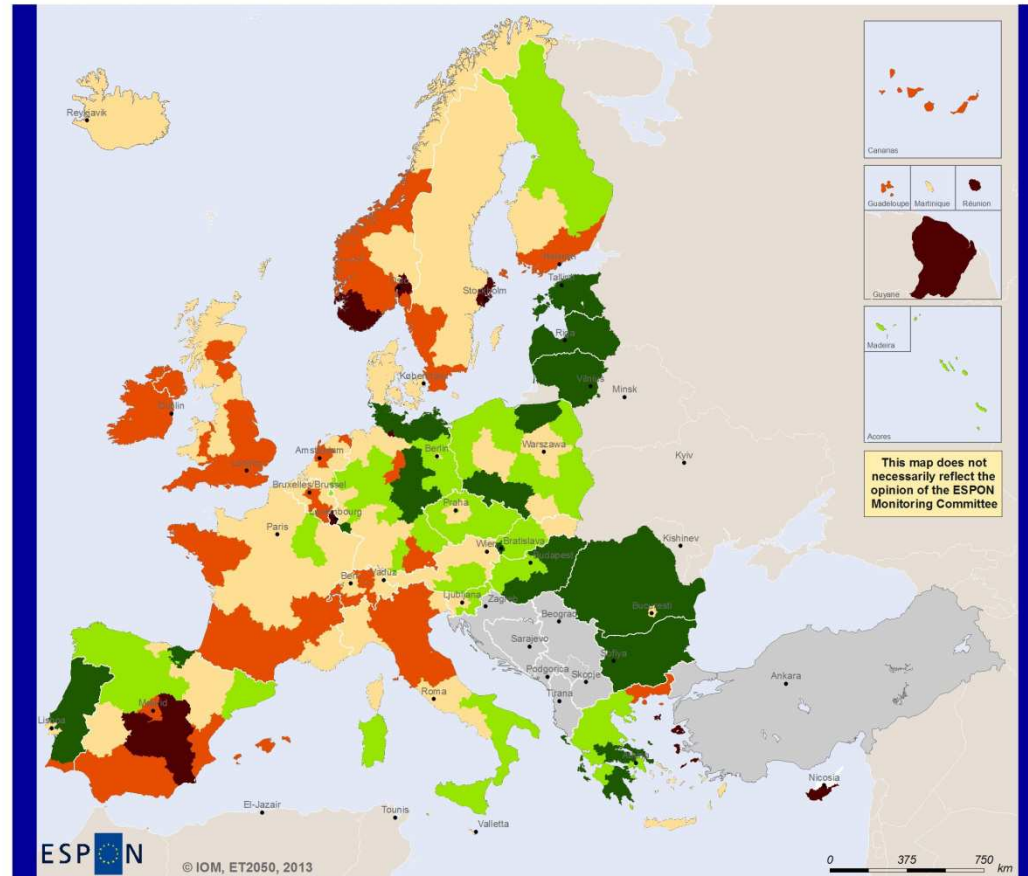 Reykjavik
Canarias
Guadeloupe
Martinique
Réunion
Guyane
Madeira
Acores
This map does not
necessarily reflect the
opinion of the ESPON
Monitoring Committee
Stockholm
Tallinn
Riga
Vilnius
Minsk
Dublin
Amsterdam
Berlin
Warszawa
Bruxelles/Brussel
Kyiv
Paris
Praha
Wien
Bratislava
Budapest
Kishinev
Bern
Vaduz
Ljubljana
Zagreb
Bucuresti
Beograd
Sarajevo
Sofiya
Podgorica
Skopje
Tirana
Roma
Ankara
Madrid
Lisboa
Nicosia
El-Jazair
Tounis
Valletta
ESPON
© IOM, ET2050, 2013
0 375 750
km